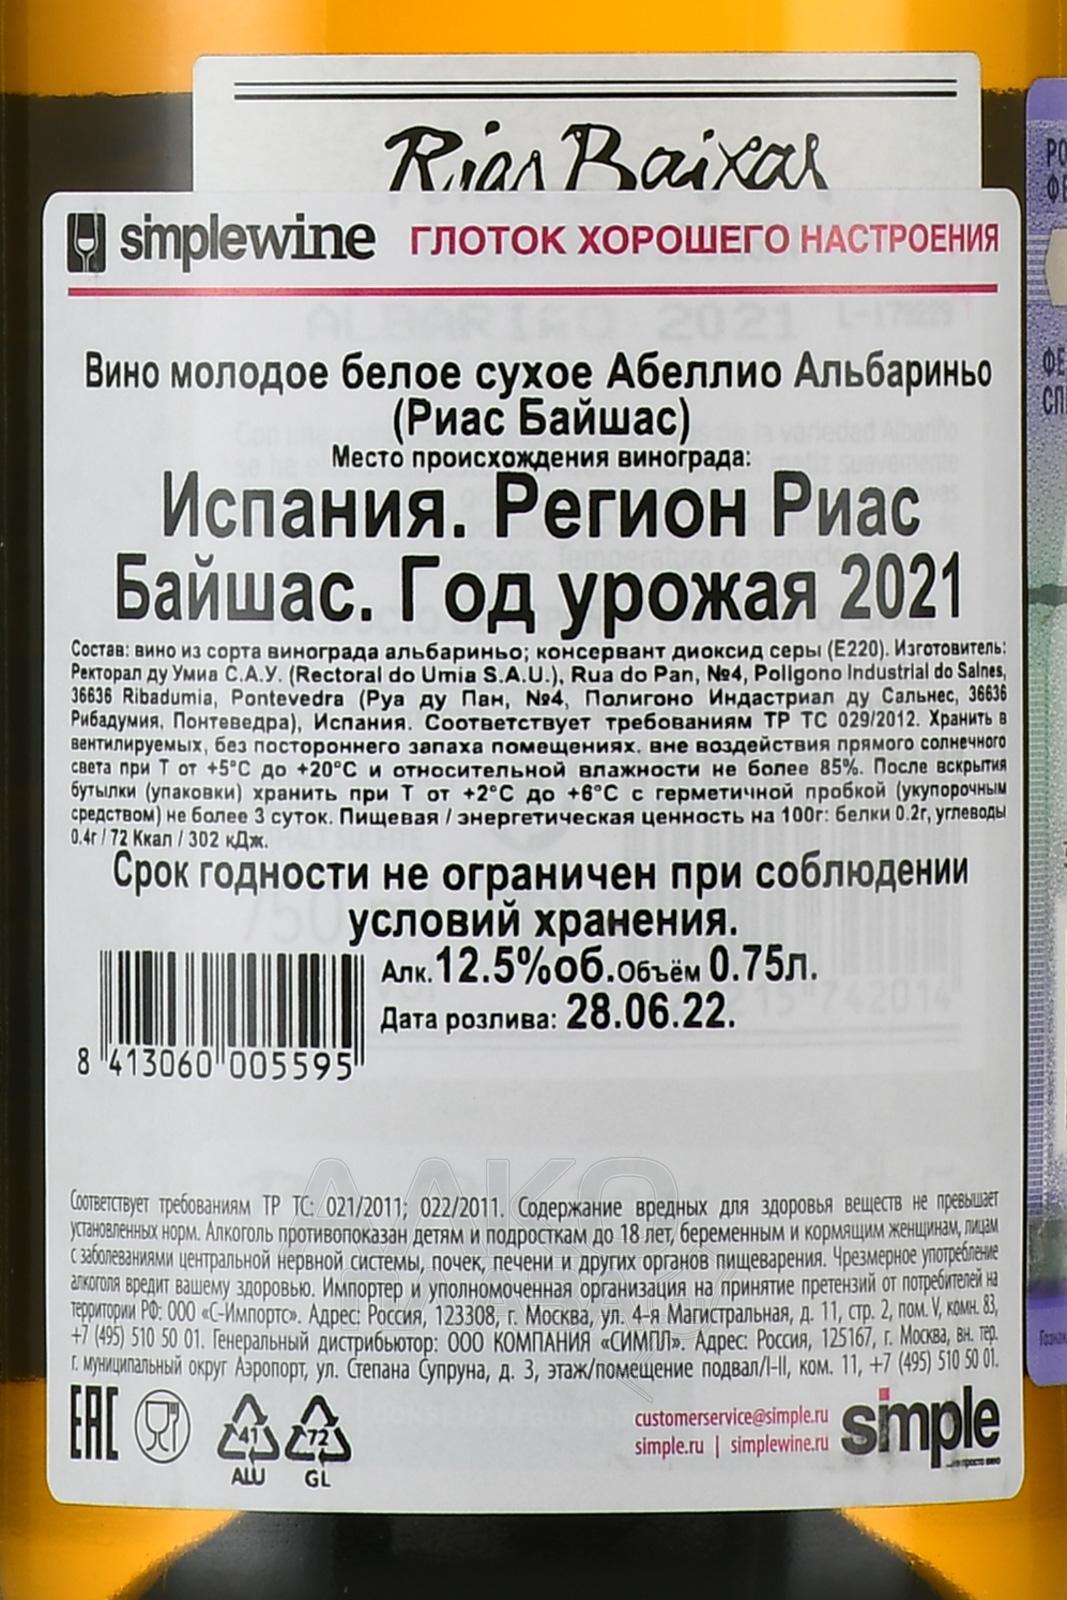 Rias Baixas
simplewine ГЛОТОК ХОРОШЕГО НАСТРОЕНИЯ
ALBARIÑO 2021 L-178229
Вино молодое белое сухое Абеллио Альбариньо
(Риас Байшас)
Место происхождения винограда:
Испания. Регион Риас
Байшас. Год урожая 2021
Состав: вино из сорта винограда альбариньо; консервант диоксид серы (Е220). Изготовитель:
Ректорал ду Умиа С.А.У. (Rectoral do Umia S.A.U.), Rua do Pan, №4, Poligono Industrial do Salnes,
36636 Ribadumia, Pontevedra (Руа ду Пан, №4, Полигоно Индастриал ду Сальнес, 36636
Рибадумия, Понтеведра), Испания. Соответствует требованиям ТР ТС 029/2012. Хранить в
вентилируемых, без постороннего запаха помещениях, вне воздействия прямого солнечного
света при Т от +5°С до +20°С и относительной влажности не более 85%. После вскрытия
бутылки (упаковки) хранить при Т от +2°С до +6°С с герметичной пробкой (укупорочным
средством) не более 3 суток. Пищевая / энергетическая ценность на 100г: белки 0.2г, углеводы
0.4г / 72 Ккал / 302 кДж.
Срок годности не ограничен при соблюдении
условий хранения.
Алк. 12.5%об. Объём 0.75л.
Дата розлива: 28.06.22.
8 413060 005595
Соответствует требованиям ТР ТС: 021/2011; 022/2011. Содержание вредных для здоровья веществ не превышает
установленных норм. Алкоголь противопоказан детям и подросткам до 18 лет, беременным и кормящим женщинам, лицам
с заболеваниями центральной нервной системы, почек, печени и других органов пищеварения. Чрезмерное употребление
алкоголя вредит вашему здоровью. Импортер и уполномоченная организация на принятие претензий от потребителей на
территории РФ: ООО «С-Импортс». Адрес: Россия, 123308, г. Москва, ул. 4-я Магистральная, д. 11, стр. 2, пом. V, комн. 83,
+7 (495) 510 50 01. Генеральный дистрибьютор: ООО КОМПАНИЯ «СИМПЛ». Адрес: Россия, 125167, г. Москва, вн. тер.
г. муниципальный округ Аэропорт, ул. Степана Супруна, д. 3, этаж/помещение подвал/I-II, ком. 11, +7 (495) 510 50 01.
EAC 41 ALU 72 GL
customerservice@simple.ru
simple.ru | simplewine.ru
simple
...не просто вино